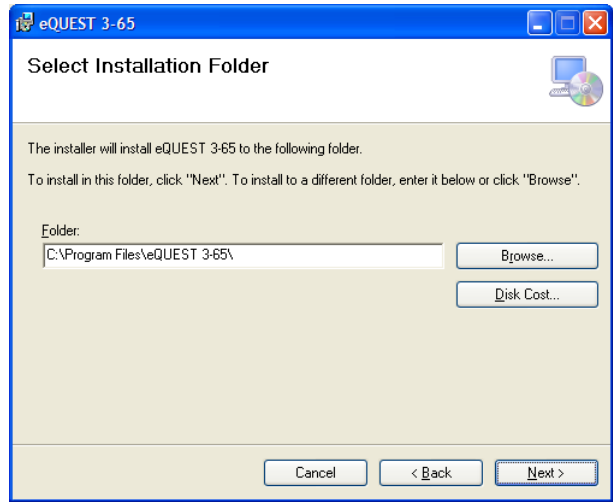 eQUEST 3-65
Select Installation Folder
The installer will install eQUEST 3-65 to the following folder.
To install in this folder, click "Next". To install to a different folder, enter it below or click "Browse".
Folder:
C:\Program Files\eQUEST 3-65\
Browse...
Disk Cost...
Cancel
< Back
Next >